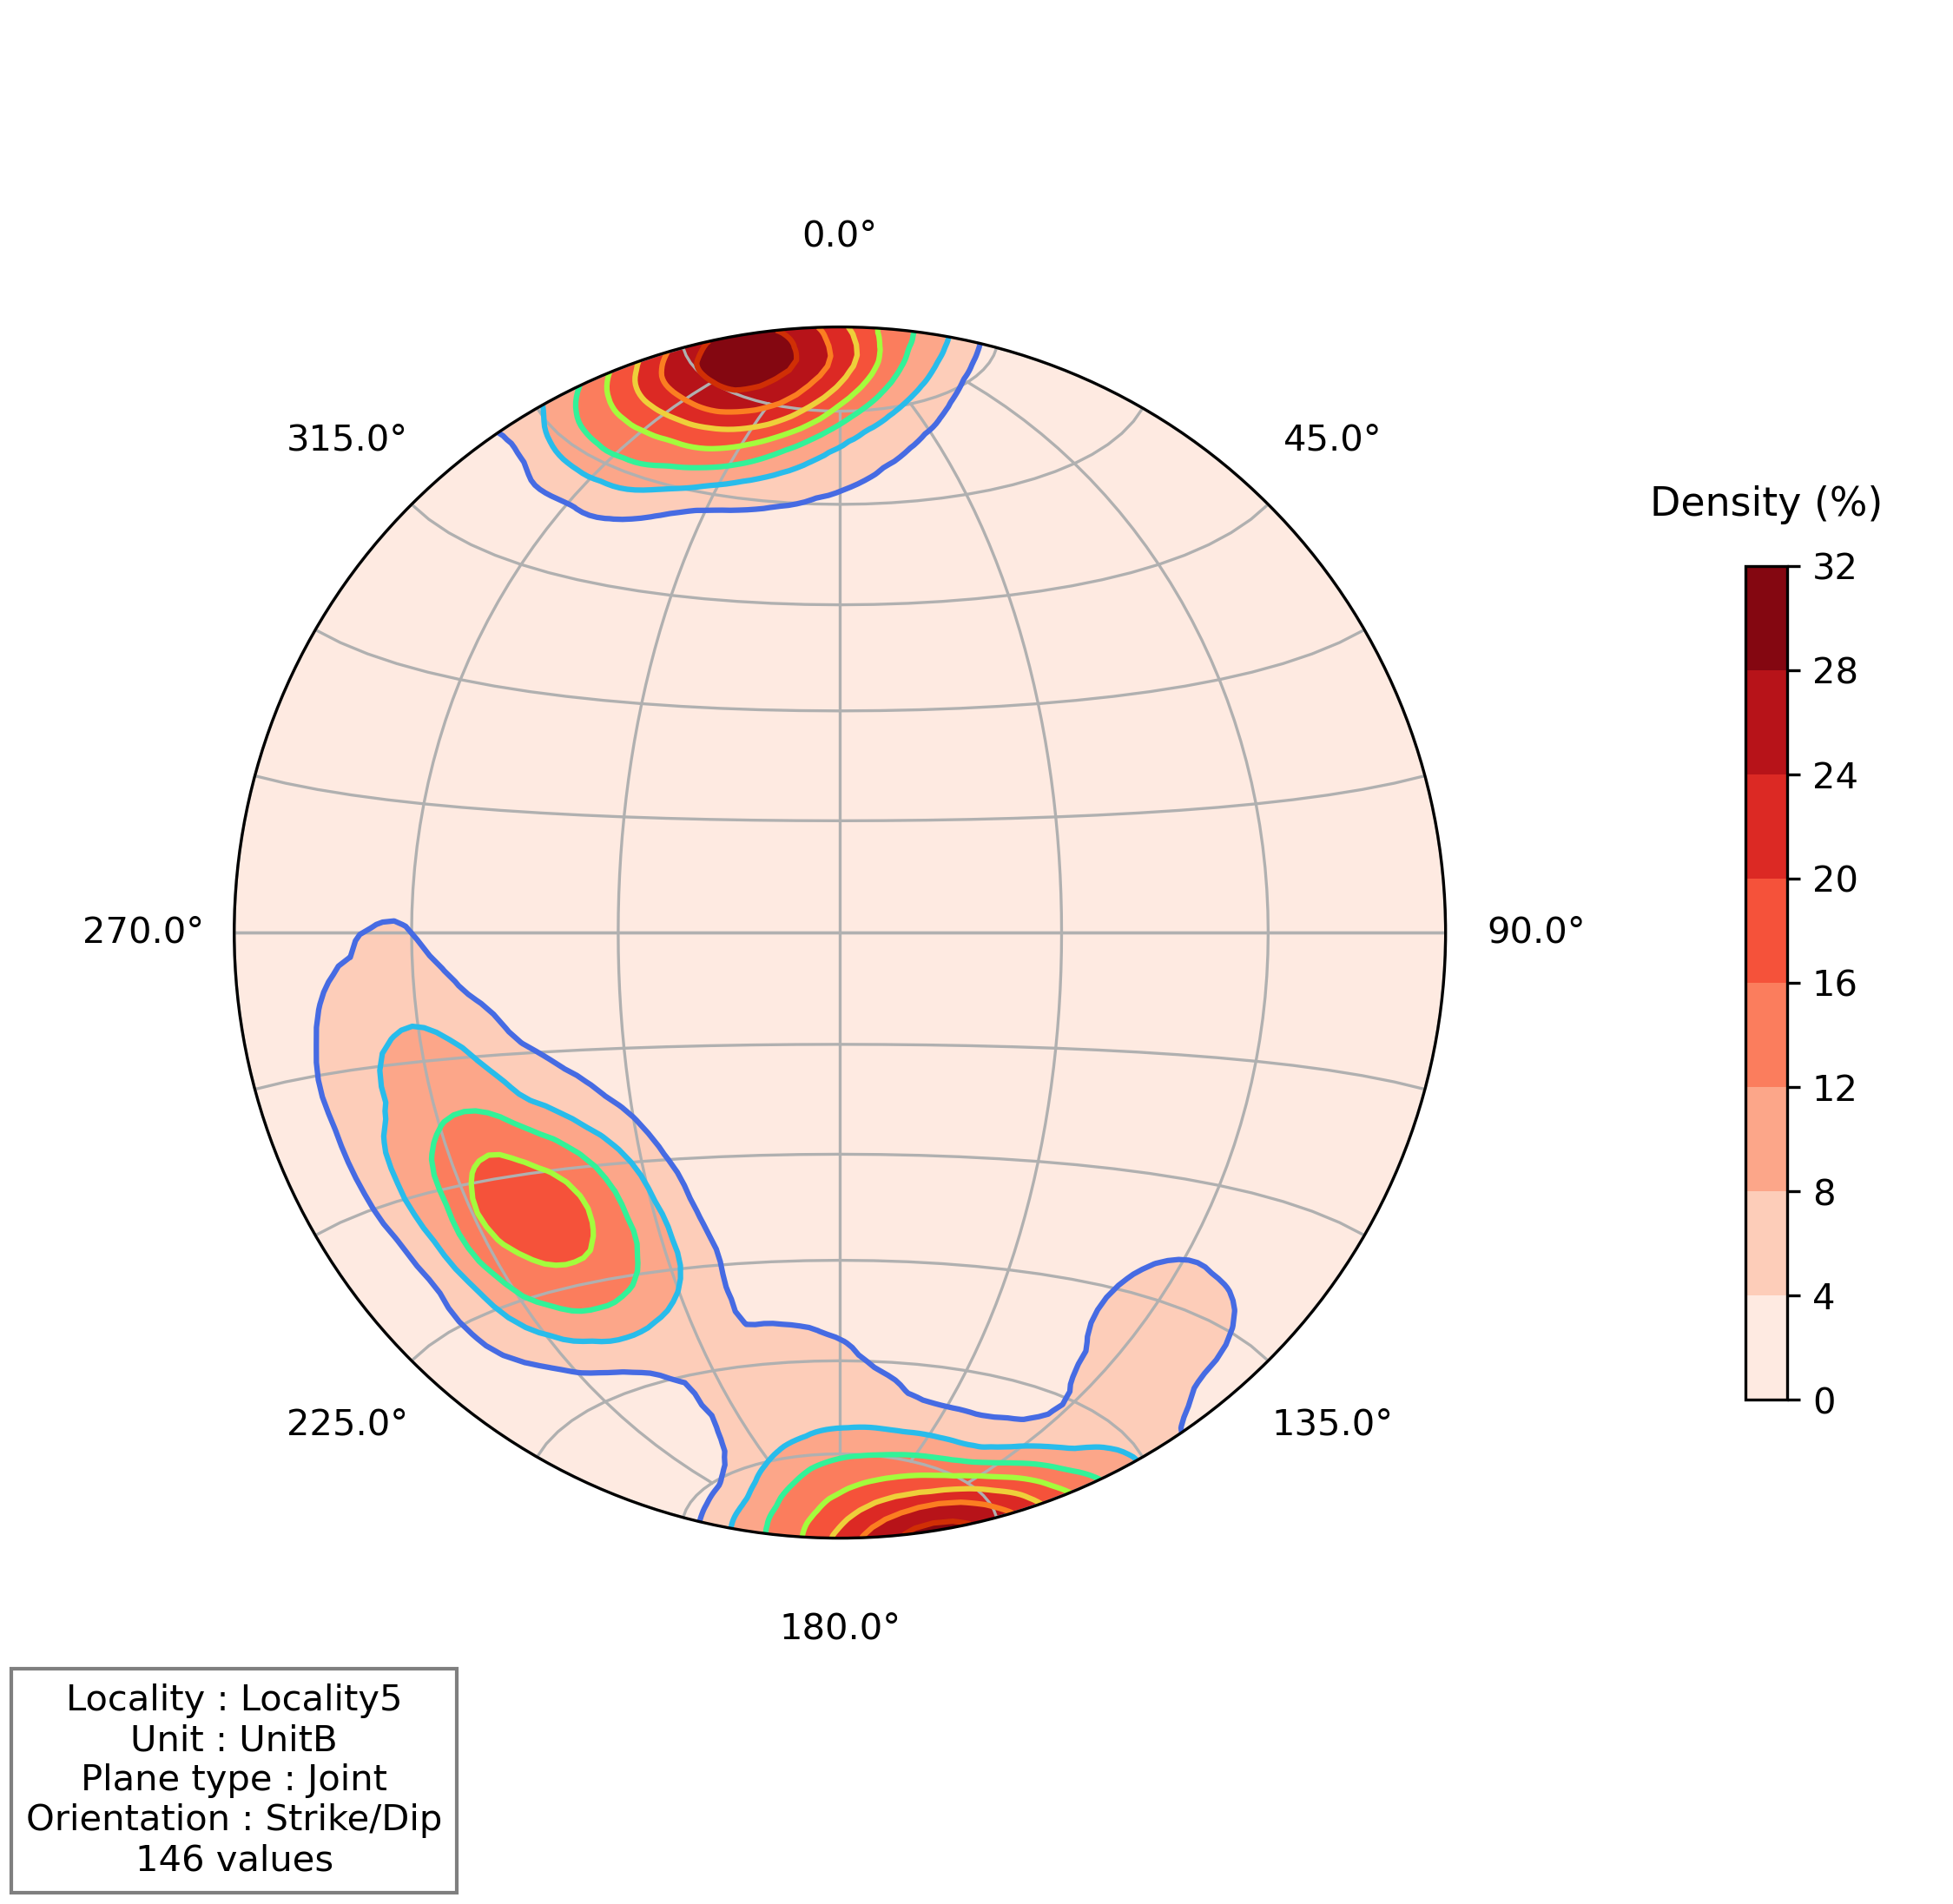 0.0°
315.0°
45.0°
Density (%)
32
28
24
20
16
12
8
4
0
270.0°
90.0°
225.0°
135.0°
180.0°
Locality : Locality5
Unit : UnitB
Plane type : Joint
Orientation : Strike/Dip
146 values